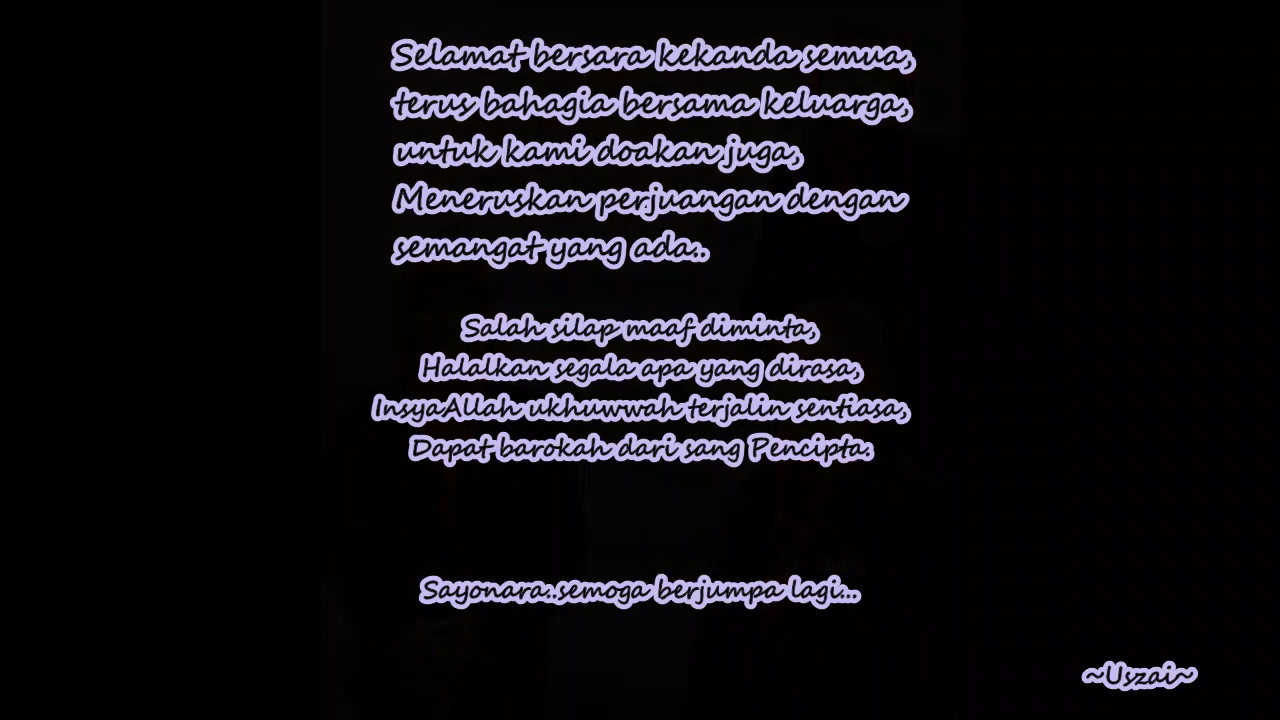 Selamat bersara kekanda semua,
terus bahagia bersama keluarga,
untuk kami doakan juga,
Meneruskan perjuangan dengan
semangat yang ada..
Salah silap maaf diminta,
Halalkan segala apa yang dirasa,
InsyaAllah ukhuwwah terjalin sentiasa,
Dapat barokah dari sang Pencipta.
Sayonara..semoga berjumpa lagi...
~Uszai~